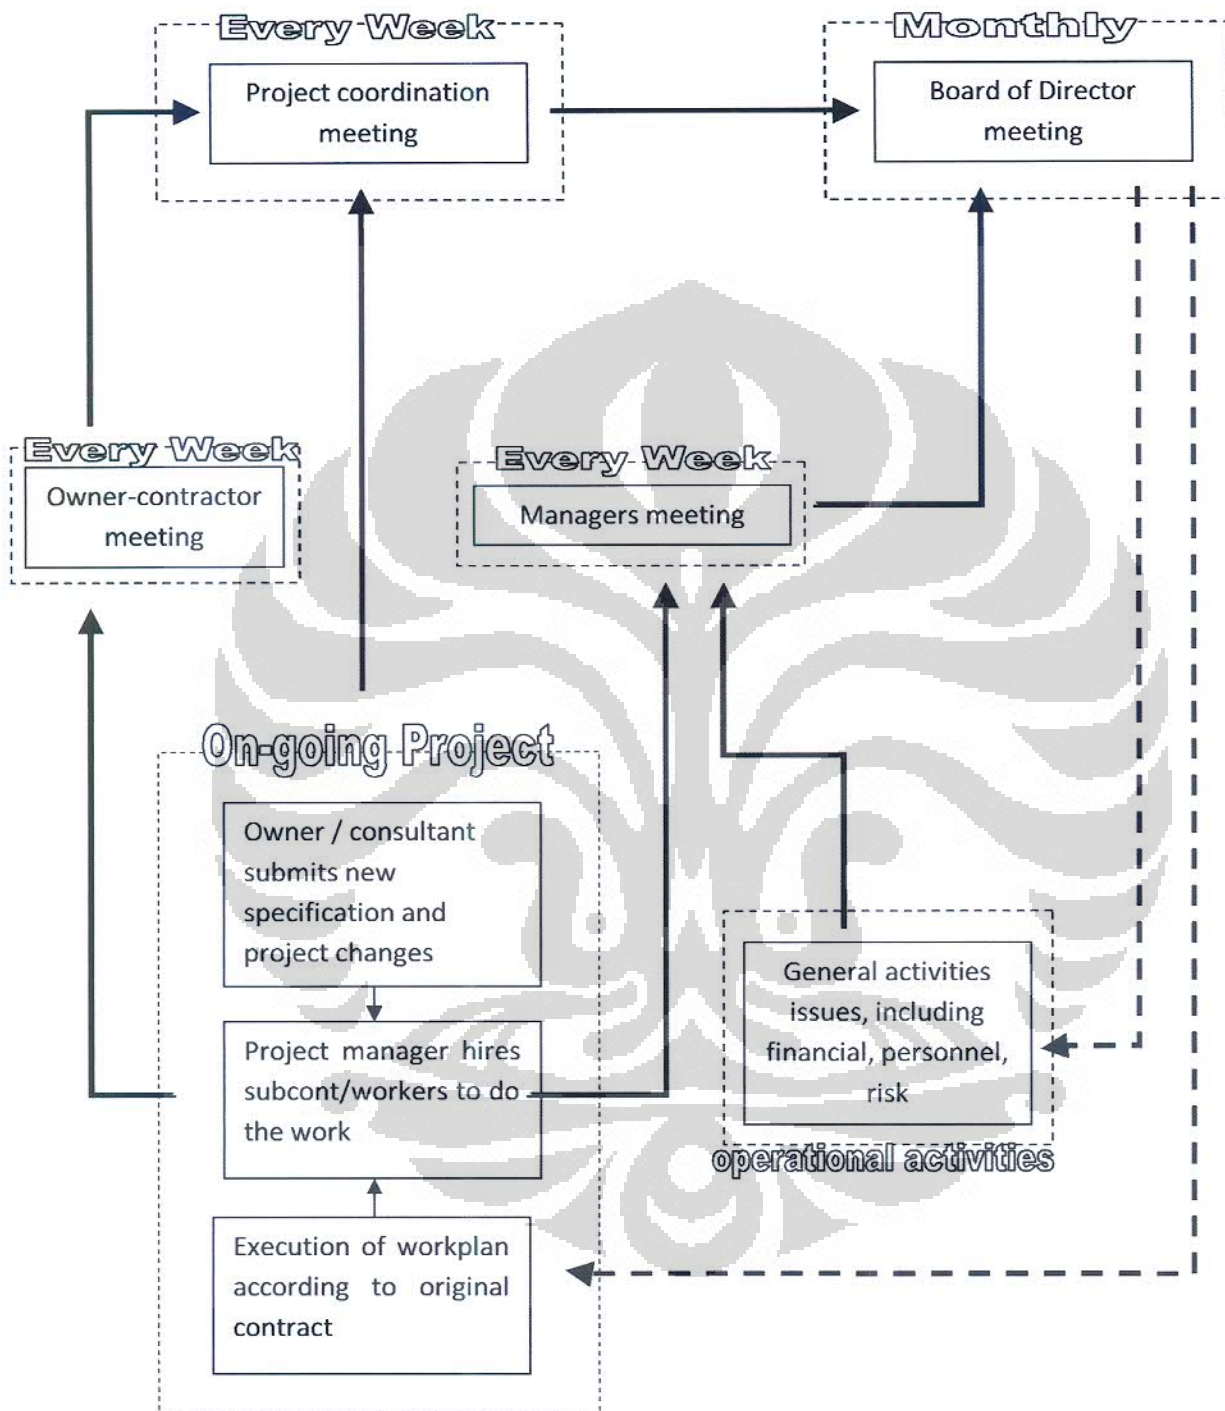 Every Week
Project coordination
meeting
Monthly
Board of Director
meeting
Every Week
Owner-contractor
meeting
Every Week
Managers meeting
On-going Project
Owner / consultant
submits new
specification and
project changes
Project manager hires
subcont/workers to do
the work
Execution of workplan
according to original
contract
General activities
issues, including
financial, personnel,
risk
operational activities